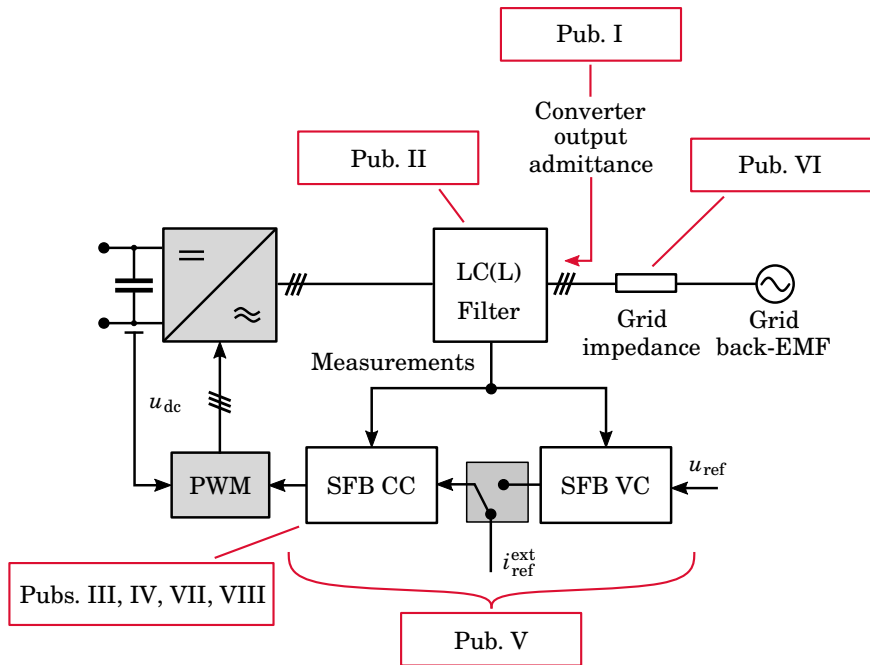 Pub. I
Converter
output
admittance
Pub. II
Pub. VI
LC(L)
Filter
Grid
impedance
Grid
back-EMF
Measurements
u_dc
PWM
SFB CC
SFB VC
u_ref
i_ref^ext
Pubs. III, IV, VII, VIII
Pub. V